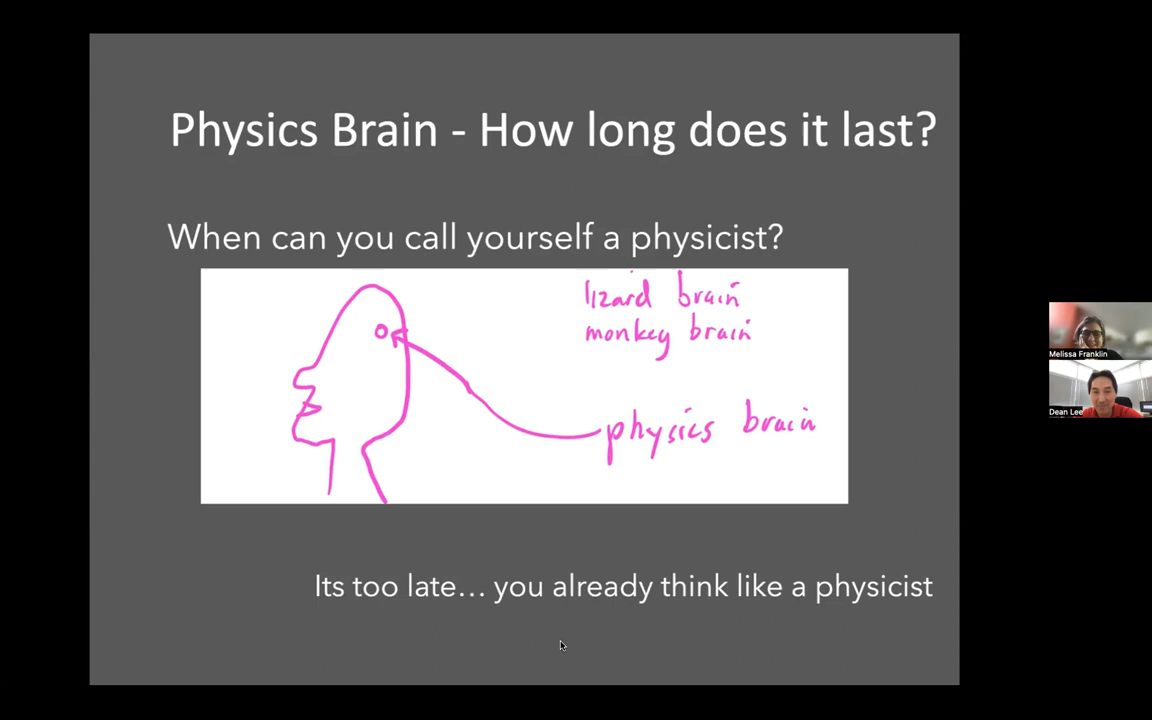 Physics Brain - How long does it last?
When can you call yourself a physicist?
lizard brain
monkey brain
physics brain
Its too late... you already think like a physicist
Melissa Franklin
Dean Lee